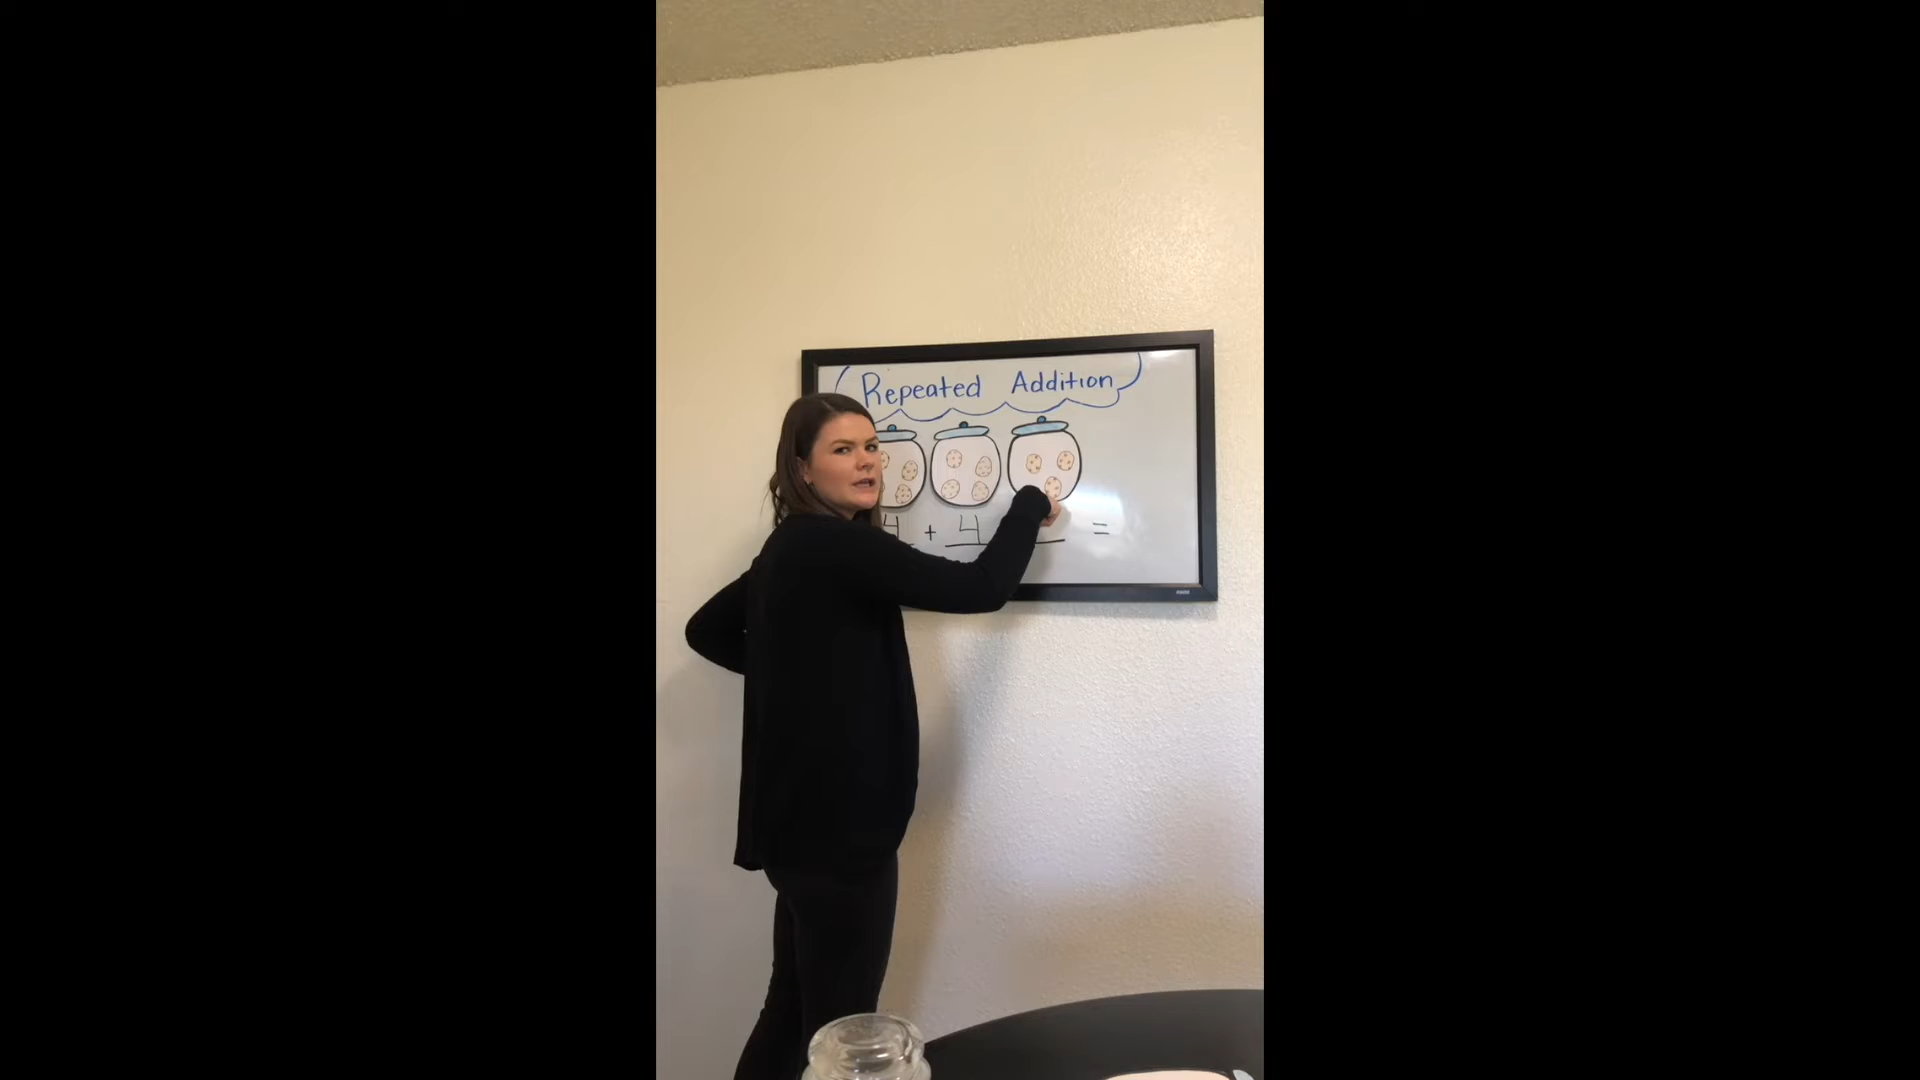 Repeated Addition
4 + 4 =